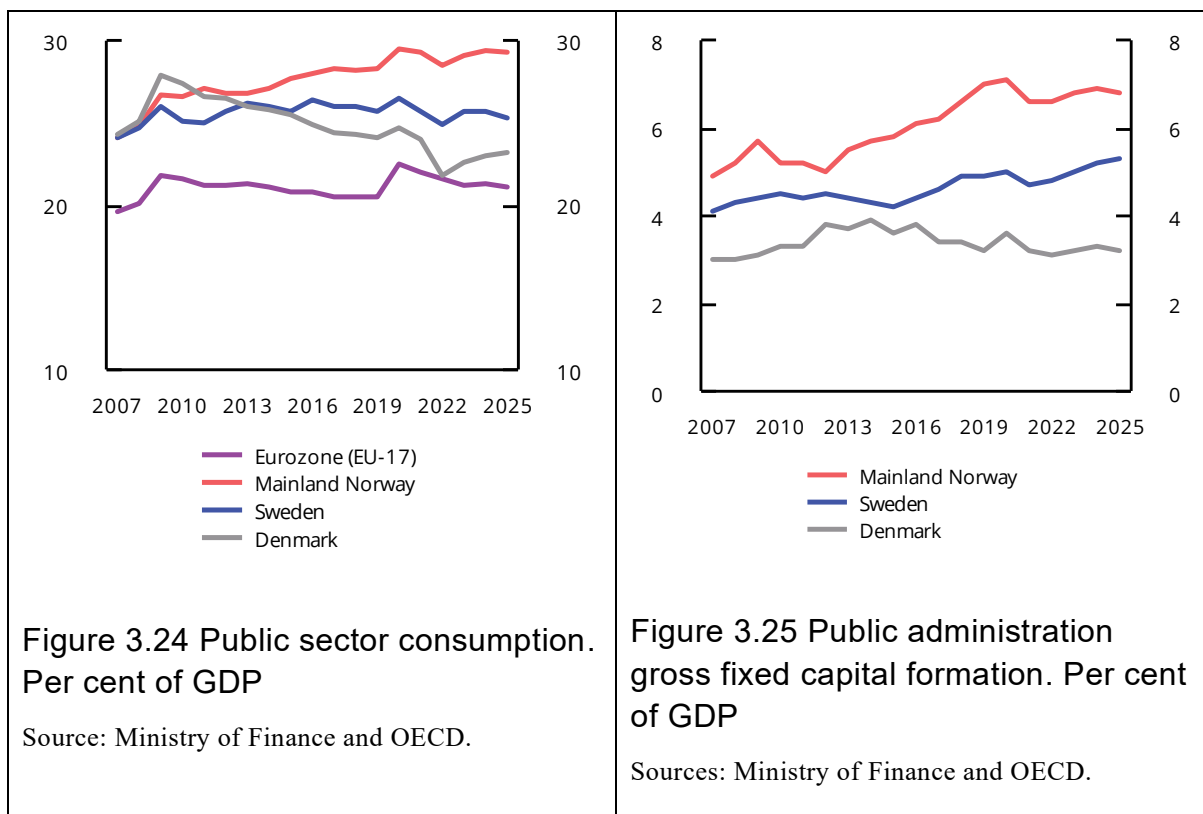 30 30
20 20
10 10
2007 2010 2013 2016 2019 2022 2025
Eurozone (EU-17)
Mainland Norway
Sweden
Denmark
Figure 3.24 Public sector consumption.
Per cent of GDP
Source: Ministry of Finance and OECD.
8 8
6 6
4 4
2 2
0 0
2007 2010 2013 2016 2019 2022 2025
Mainland Norway
Sweden
Denmark
Figure 3.25 Public administration
gross fixed capital formation. Per cent
of GDP
Sources: Ministry of Finance and OECD.